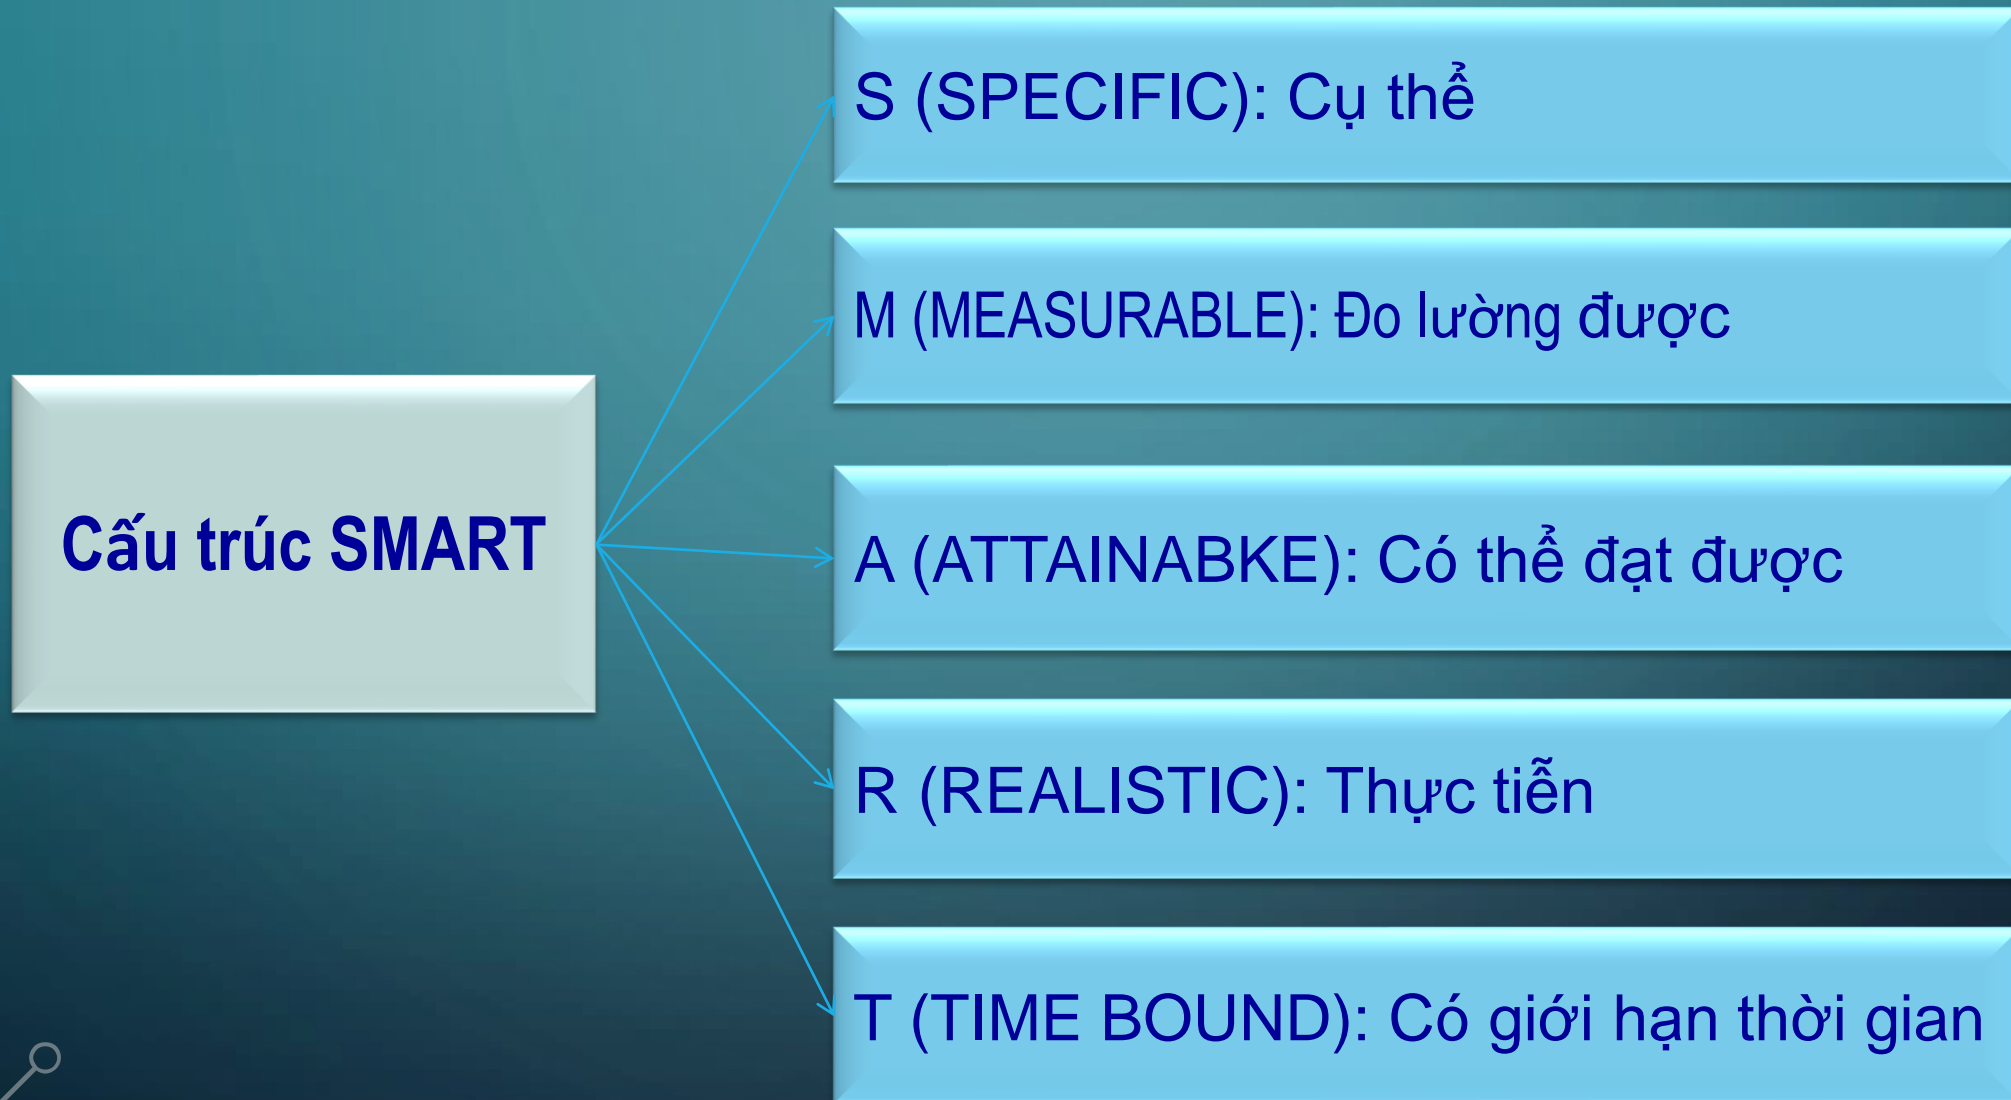 S (SPECIFIC): Cụ thể
M (MEASURABLE): Đo lường được
Cấu trúc SMART
A (ATTAINABKE): Có thể đạt được
R (REALISTIC): Thực tiễn
T (TIME BOUND): Có giới hạn thời gian